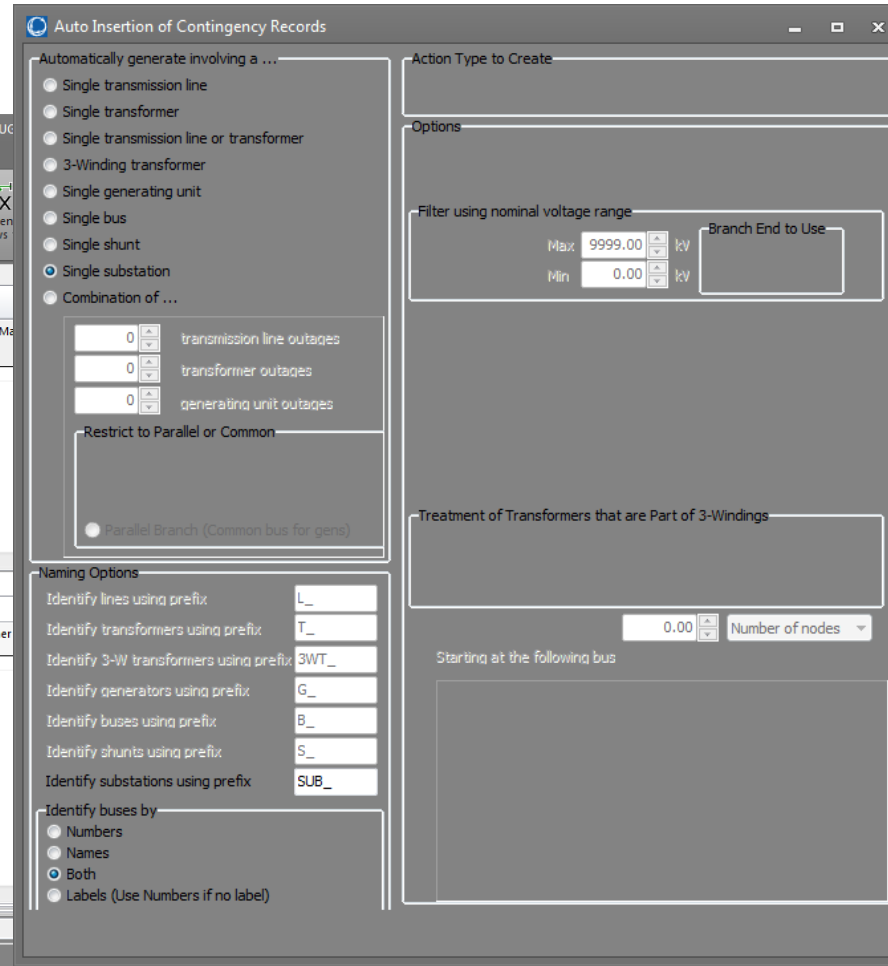 Auto Insertion of Contingency Records
Automatically generate involving a ...
Single transmission line
Single transformer
Single transmission line or transformer
3-Winding transformer
Single generating unit
Single bus
Single shunt
Single substation
Combination of ...
0 transmission line outages
0 transformer outages
0 generating unit outages
Restrict to Parallel or Common
Parallel Branch (Common bus for gens)
Naming Options
Identify lines using prefix L_
Identify transformers using prefix T_
Identify 3-W transformers using prefix 3WT_
Identify generators using prefix G_
Identify buses using prefix B_
Identify shunts using prefix S_
Identify substations using prefix SUB_
Identify buses by
Numbers
Names
Both
Labels (Use Numbers if no label)
Action Type to Create
Options
Filter using nominal voltage range
Max 9999.00 kV
Min 0.00 kV
Branch End to Use
Treatment of Transformers that are Part of 3-Windings
0.00 Number of nodes
Starting at the following bus